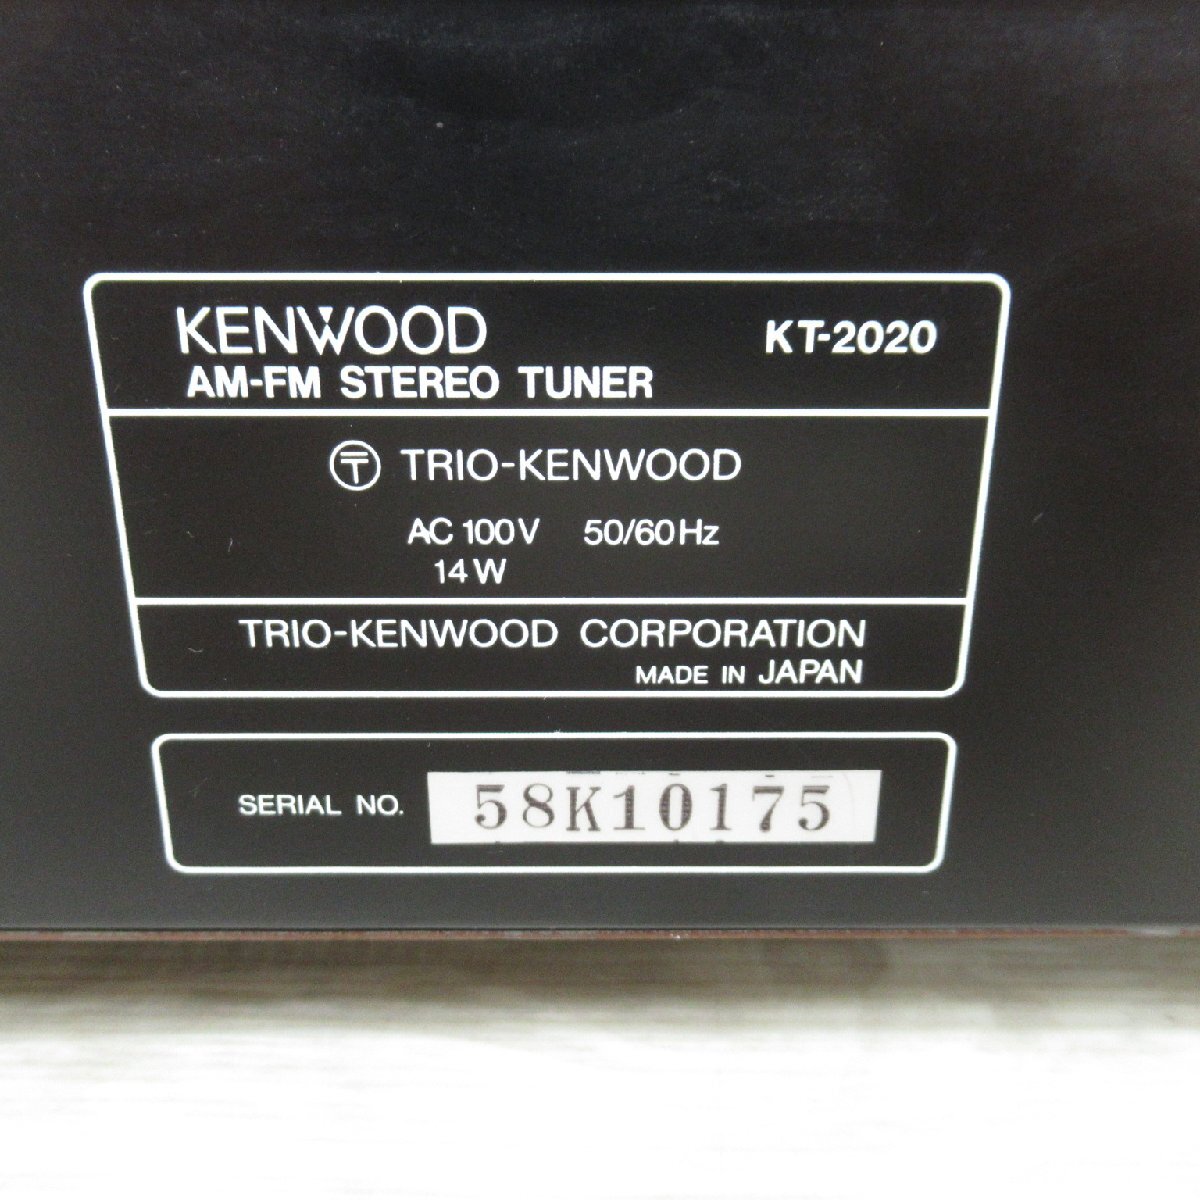 KENWOOD KT-2020
AM-FM STEREO TUNER
〒 TRIO-KENWOOD
AC 100V 50/60Hz
14W
TRIO-KENWOOD CORPORATION
MADE IN JAPAN
SERIAL NO. 58K10175